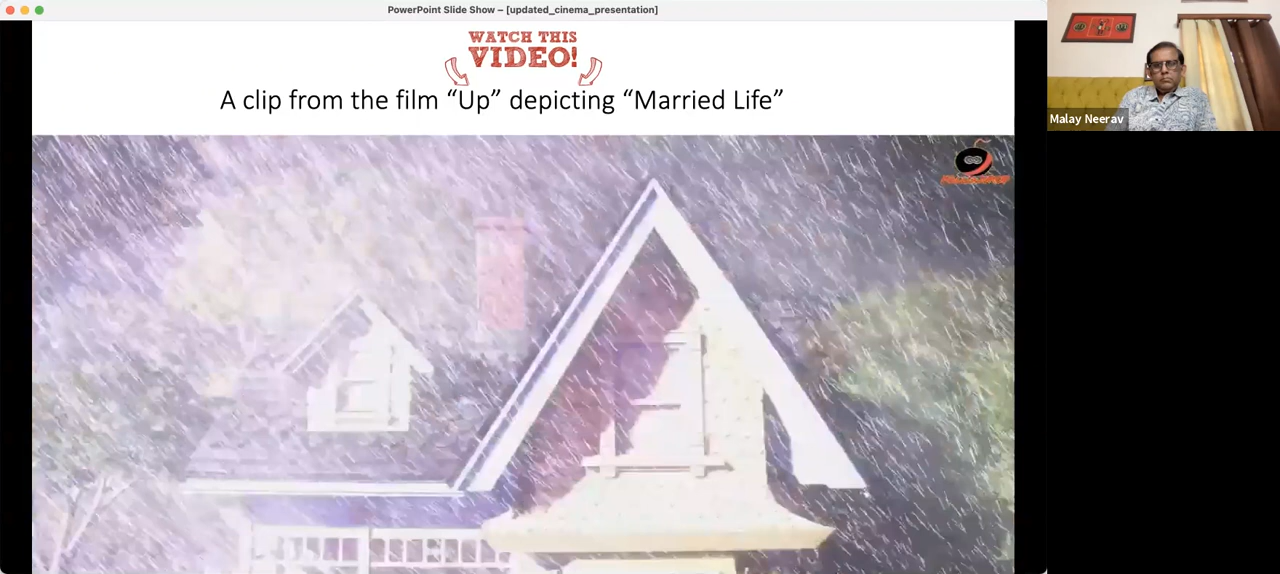 PowerPoint Slide Show – [updated_cinema_presentation]
WATCH THIS
VIDEO!
A clip from the film “Up” depicting “Married Life”
Malay Neerav